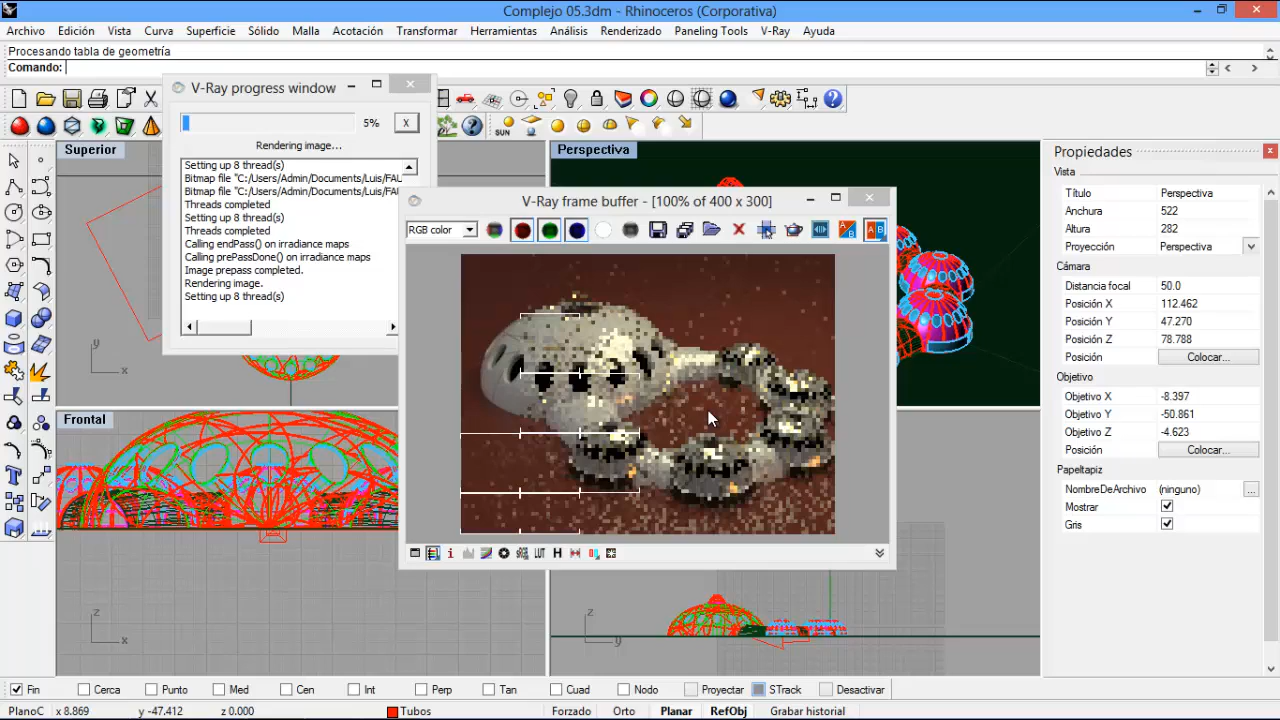 Complejo 05.3dm - Rhinoceros (Corporativa)
Archivo Edición Vista Curva Superficie Sólido Malla Acotación Transformar Herramientas Análisis Renderizado Paneling Tools V-Ray Ayuda
Procesando tabla de geometría
Comando:
V-Ray progress window
5%
X
Rendering image...
Setting up 8 thread(s)
Bitmap file "C:/Users/Admin/Documents/Luis/FAU
Bitmap file "C:/Users/Admin/Documents/Luis/FAU
Threads completed
Setting up 8 thread(s)
Threads completed
Setting up 8 thread(s)
Calling endPass() on irradiance maps
Calling prePassDone() on irradiance maps
Image prepass completed.
Rendering image.
Setting up 8 thread(s)
SUN
Superior
y
x
Perspectiva
V-Ray frame buffer - [100% of 400 x 300]
RGB color
LUT
H
Frontal
z
x
z
y
Propiedades
Vista
Título Perspectiva
Anchura 522
Altura 282
Proyección Perspectiva
Cámara
Distancia focal 50.0
Posición X 112.462
Posición Y 47.270
Posición Z 78.788
Posición Colocar...
Objetivo
Objetivo X -8.397
Objetivo Y -50.861
Objetivo Z -4.623
Posición Colocar...
Papeltapiz
NombreDeArchivo (ninguno) ...
Mostrar
Gris
Fin Cerca Punto Med Cen Int Perp Tan Cuad Nodo Proyectar STrack Desactivar
PlanoC x 8.869 y -47.412 z 0.000 Tubos Forzado Orto Planar RefObj Grabar historial